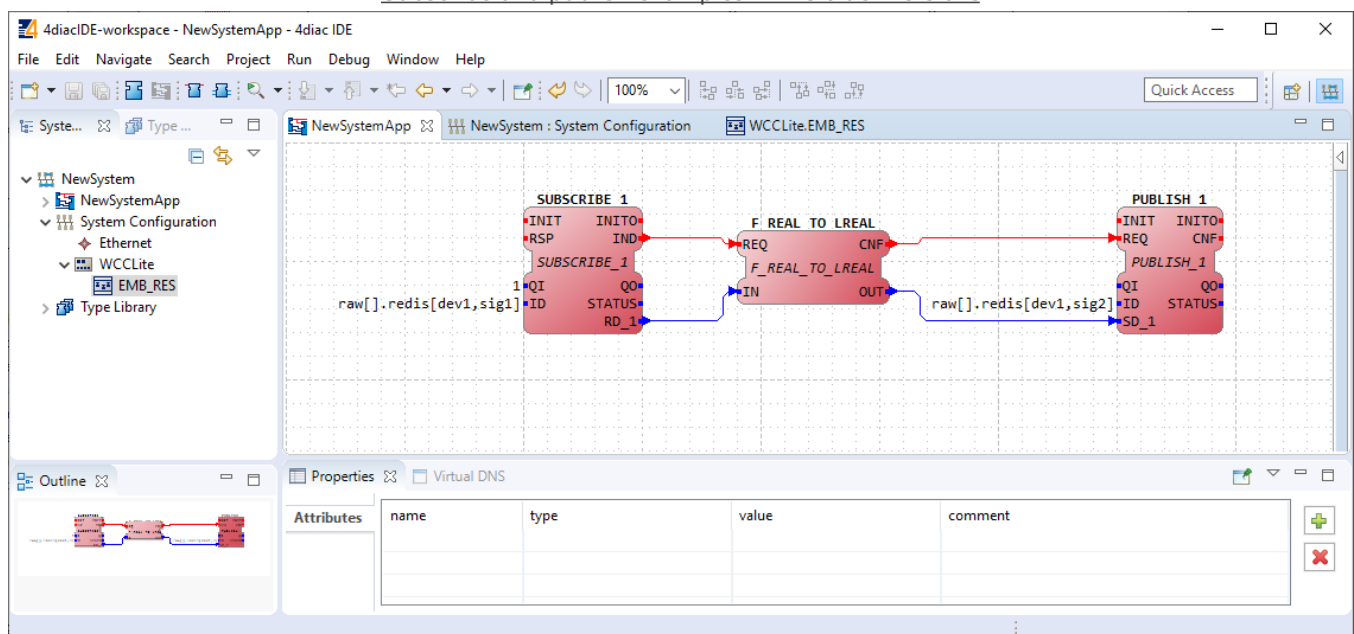 4diacIDE-workspace - NewSystemApp - 4diac IDE
File Edit Navigate Search Project Run Debug Window Help
100%
Quick Access
Syste... Type ...
NewSystemApp NewSystem : System Configuration WCCLite.EMB_RES
NewSystem
NewSystemApp
System Configuration
Ethernet
WCCLite
EMB_RES
Type Library
SUBSCRIBE_1
INIT INITO
RSP IND
SUBSCRIBE_1
1 QI QO
raw[].redis[dev1,sig1] ID STATUS
RD_1
F_REAL_TO_LREAL
REQ CNF
F_REAL_TO_LREAL
IN OUT
PUBLISH_1
INIT INITO
REQ CNF
PUBLISH_1
QI QO
raw[].redis[dev1,sig2] ID STATUS
SD_1
Outline
Properties Virtual DNS
Attributes name type value comment